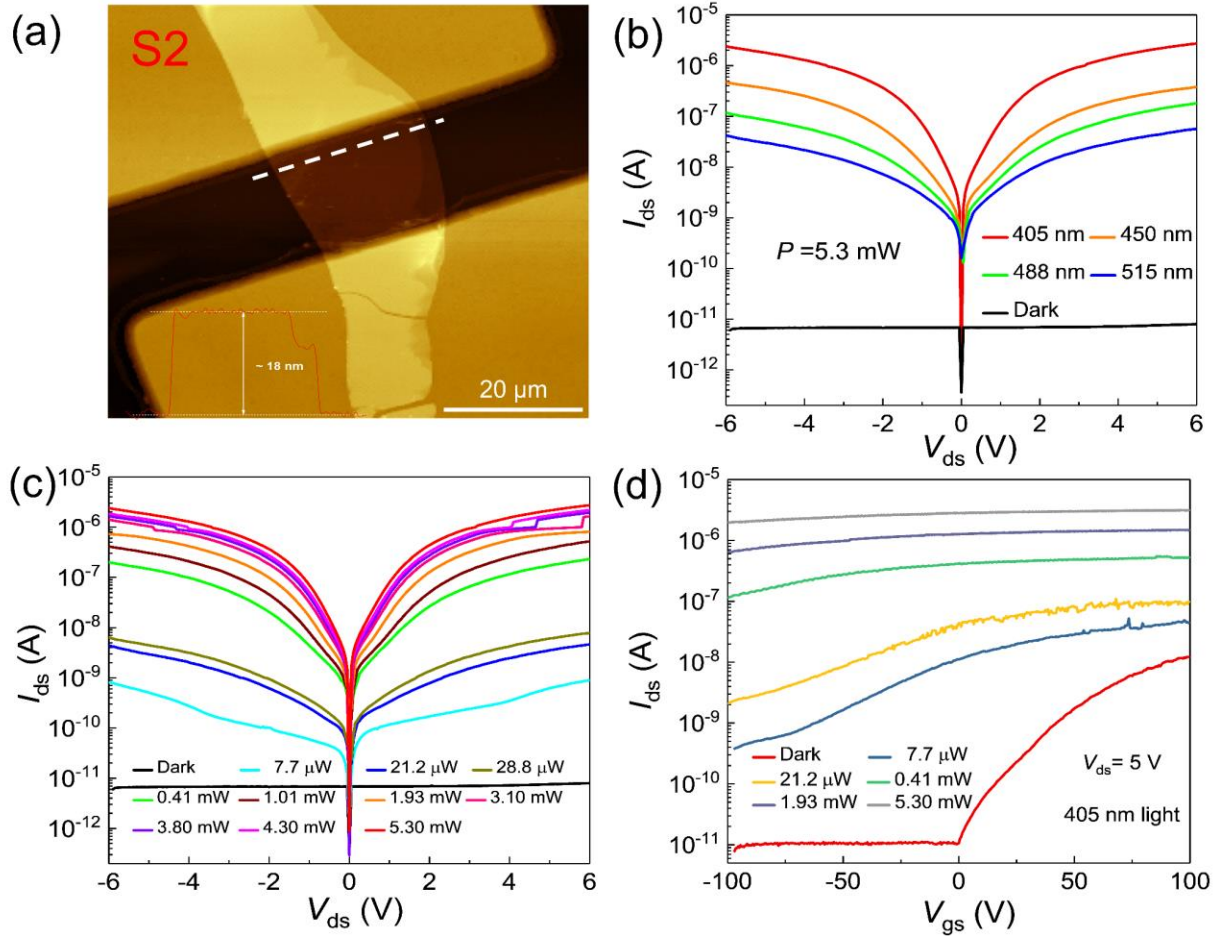 (a)
S2
~ 18 nm
20 μm
(b)
10⁻⁵
10⁻⁶
10⁻⁷
10⁻⁸
10⁻⁹
10⁻¹⁰
10⁻¹¹
10⁻¹²
I_ds (A)
P =5.3 mW
405 nm 450 nm
488 nm 515 nm
Dark
-6 -4 -2 0 2 4 6
V_ds (V)
(c)
10⁻⁵
10⁻⁶
10⁻⁷
10⁻⁸
10⁻⁹
10⁻¹⁰
10⁻¹¹
10⁻¹²
I_ds (A)
Dark 7.7 μW 21.2 μW 28.8 μW
0.41 mW 1.01 mW 1.93 mW 3.10 mW
3.80 mW 4.30 mW 5.30 mW
-6 -4 -2 0 2 4 6
V_ds (V)
(d)
10⁻⁵
10⁻⁶
10⁻⁷
10⁻⁸
10⁻⁹
10⁻¹⁰
10⁻¹¹
I_ds (A)
Dark 7.7 μW
21.2 μW 0.41 mW
1.93 mW 5.30 mW
V_ds= 5 V
405 nm light
-100 -50 0 50 100
V_gs (V)